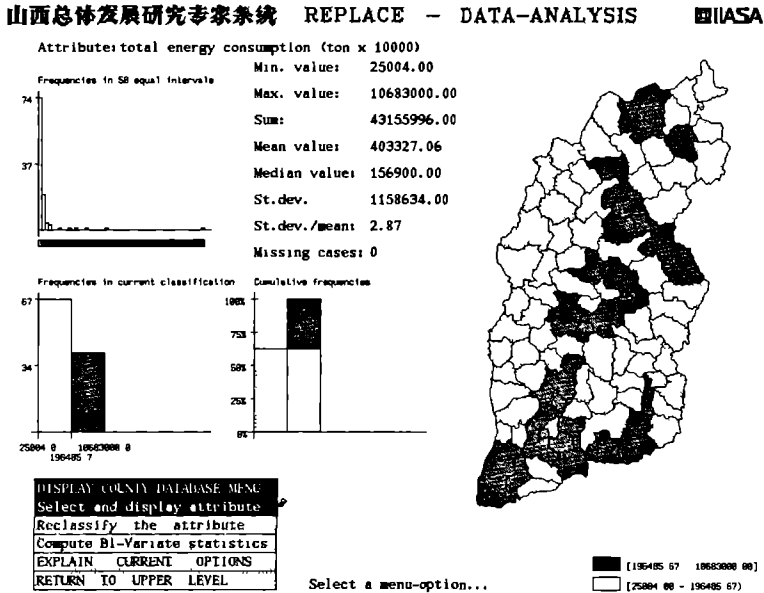 山西总体发展研究专家系统 REPLACE - DATA-ANALYSIS IIASA
Attribute: total energy consumption (ton x 10000)
Min. value: 25004.00
Max. value: 10683000.00
Sum: 43155996.00
Mean value: 403327.06
Median value: 156900.00
St.dev. 1158634.00
St.dev./mean: 2.87
Missing cases: 0
Frequencies in 50 equal intervals
74
37
Frequencies in current classification
67
34
25004 0 10683000 0
196405 7
Cumulative frequencies
100%
75%
50%
25%
0%
DISPLAY COUNTY DATABASE MENU
Select and display attribute
Reclassify the attribute
Compute Bi-Variate statistics
EXPLAIN CURRENT OPTIONS
RETURN TO UPPER LEVEL
Select a menu-option...
[196405 67 10683000 00]
[25004 00 - 196405 67)